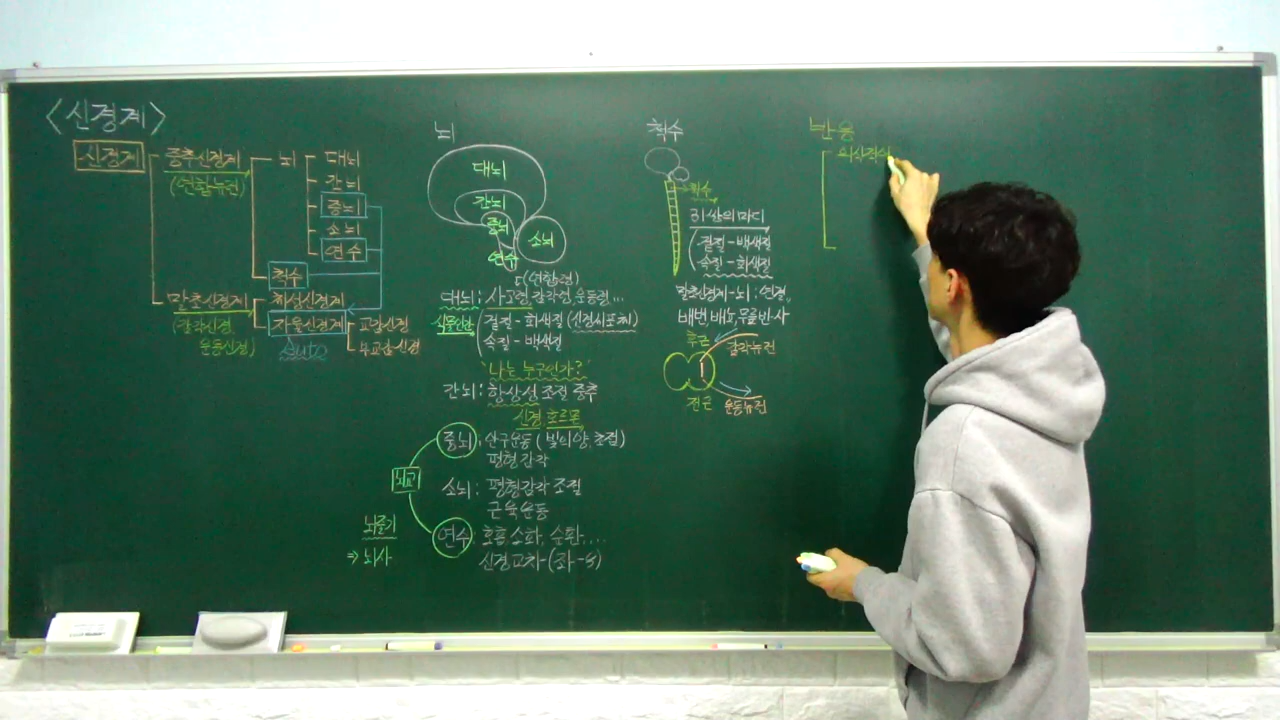 <신경계>
신경계
중추신경계
(연합뉴런)
뇌
대뇌
간뇌
중뇌
소뇌
연수
척수
말초신경계
(감각신경,
운동신경)
체성신경계
자율신경계
Auto
교감신경
부교감신경
뇌
대뇌
간뇌
중뇌
소뇌
연수
(연합령)
대뇌: 사고령, 감각령, 운동령...
식물인간
겉질-회색질(신경세포체)
속질-백색질
'나는 누구인가?'
간뇌: 항상성 조절 중추
신경, 호르몬
중뇌: 안구운동(빛의양, 조절)
평형감각
뇌교
소뇌: 평형감각 조절
근육운동
뇌줄기
⇒뇌사
연수: 호흡, 소화, 순환....
신경교차-(좌-우)
척수
척수
31쌍의마디
겉질-백색질
속질-회색질
말초신경계-뇌: 연결
배변, 배뇨, 무릎반사
후근
감각뉴런
전근
운동뉴런
반응